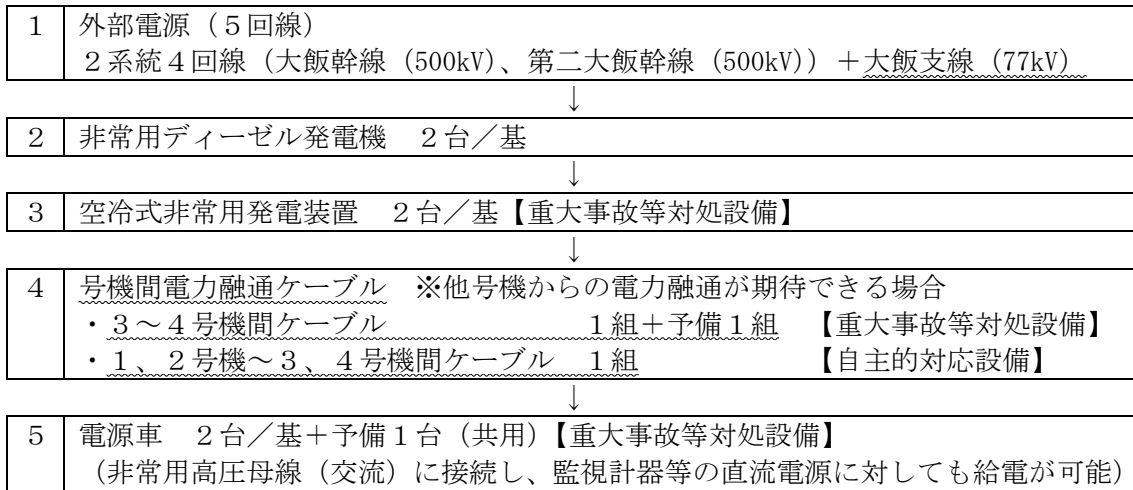 1 外部電源（５回線）
２系統４回線（大飯幹線（500kV）、第二大飯幹線（500kV））＋大飯支線（77kV）
↓
2 非常用ディーゼル発電機　２台／基
↓
3 空冷式非常用発電装置　２台／基【重大事故等対処設備】
↓
4 号機間電力融通ケーブル　※他号機からの電力融通が期待できる場合
・３～４号機間ケーブル　１組＋予備１組　【重大事故等対処設備】
・１、２号機～３、４号機間ケーブル　１組　【自主的対応設備】
↓
5 電源車　２台／基＋予備１台（共用）【重大事故等対処設備】
（非常用高圧母線（交流）に接続し、監視計器等の直流電源に対しても給電が可能）